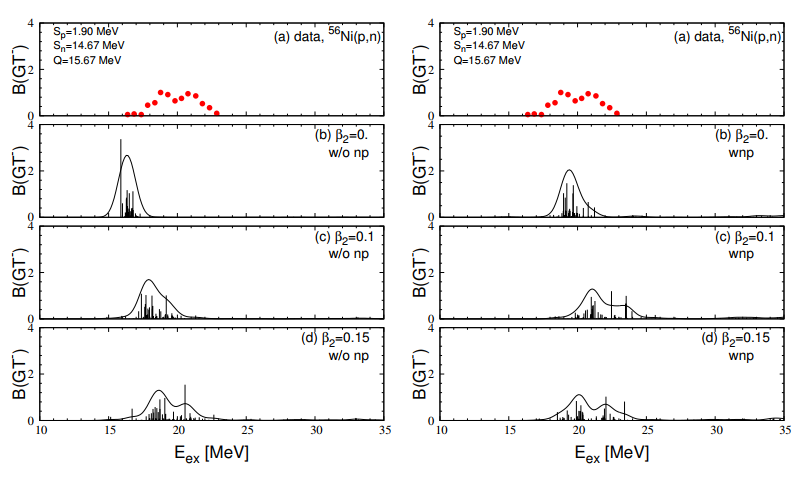 4
2
0
B(GT⁻)
S_p=1.90 MeV
S_n=14.67 MeV
Q=15.67 MeV
(a) data, ⁵⁶Ni(p,n)
4
2
0
B(GT⁻)
(b) β₂=0.
w/o np
4
2
0
B(GT⁻)
(c) β₂=0.1
w/o np
4
2
0
B(GT⁻)
(d) β₂=0.15
w/o np
10 15 20 25 30 35
E_ex [MeV]
4
2
0
B(GT⁻)
S_p=1.90 MeV
S_n=14.67 MeV
Q=15.67 MeV
(a) data, ⁵⁶Ni(p,n)
4
2
0
B(GT⁻)
(b) β₂=0.
wnp
4
2
0
B(GT⁻)
(c) β₂=0.1
wnp
4
2
0
B(GT⁻)
(d) β₂=0.15
wnp
10 15 20 25 30 35
E_ex [MeV]